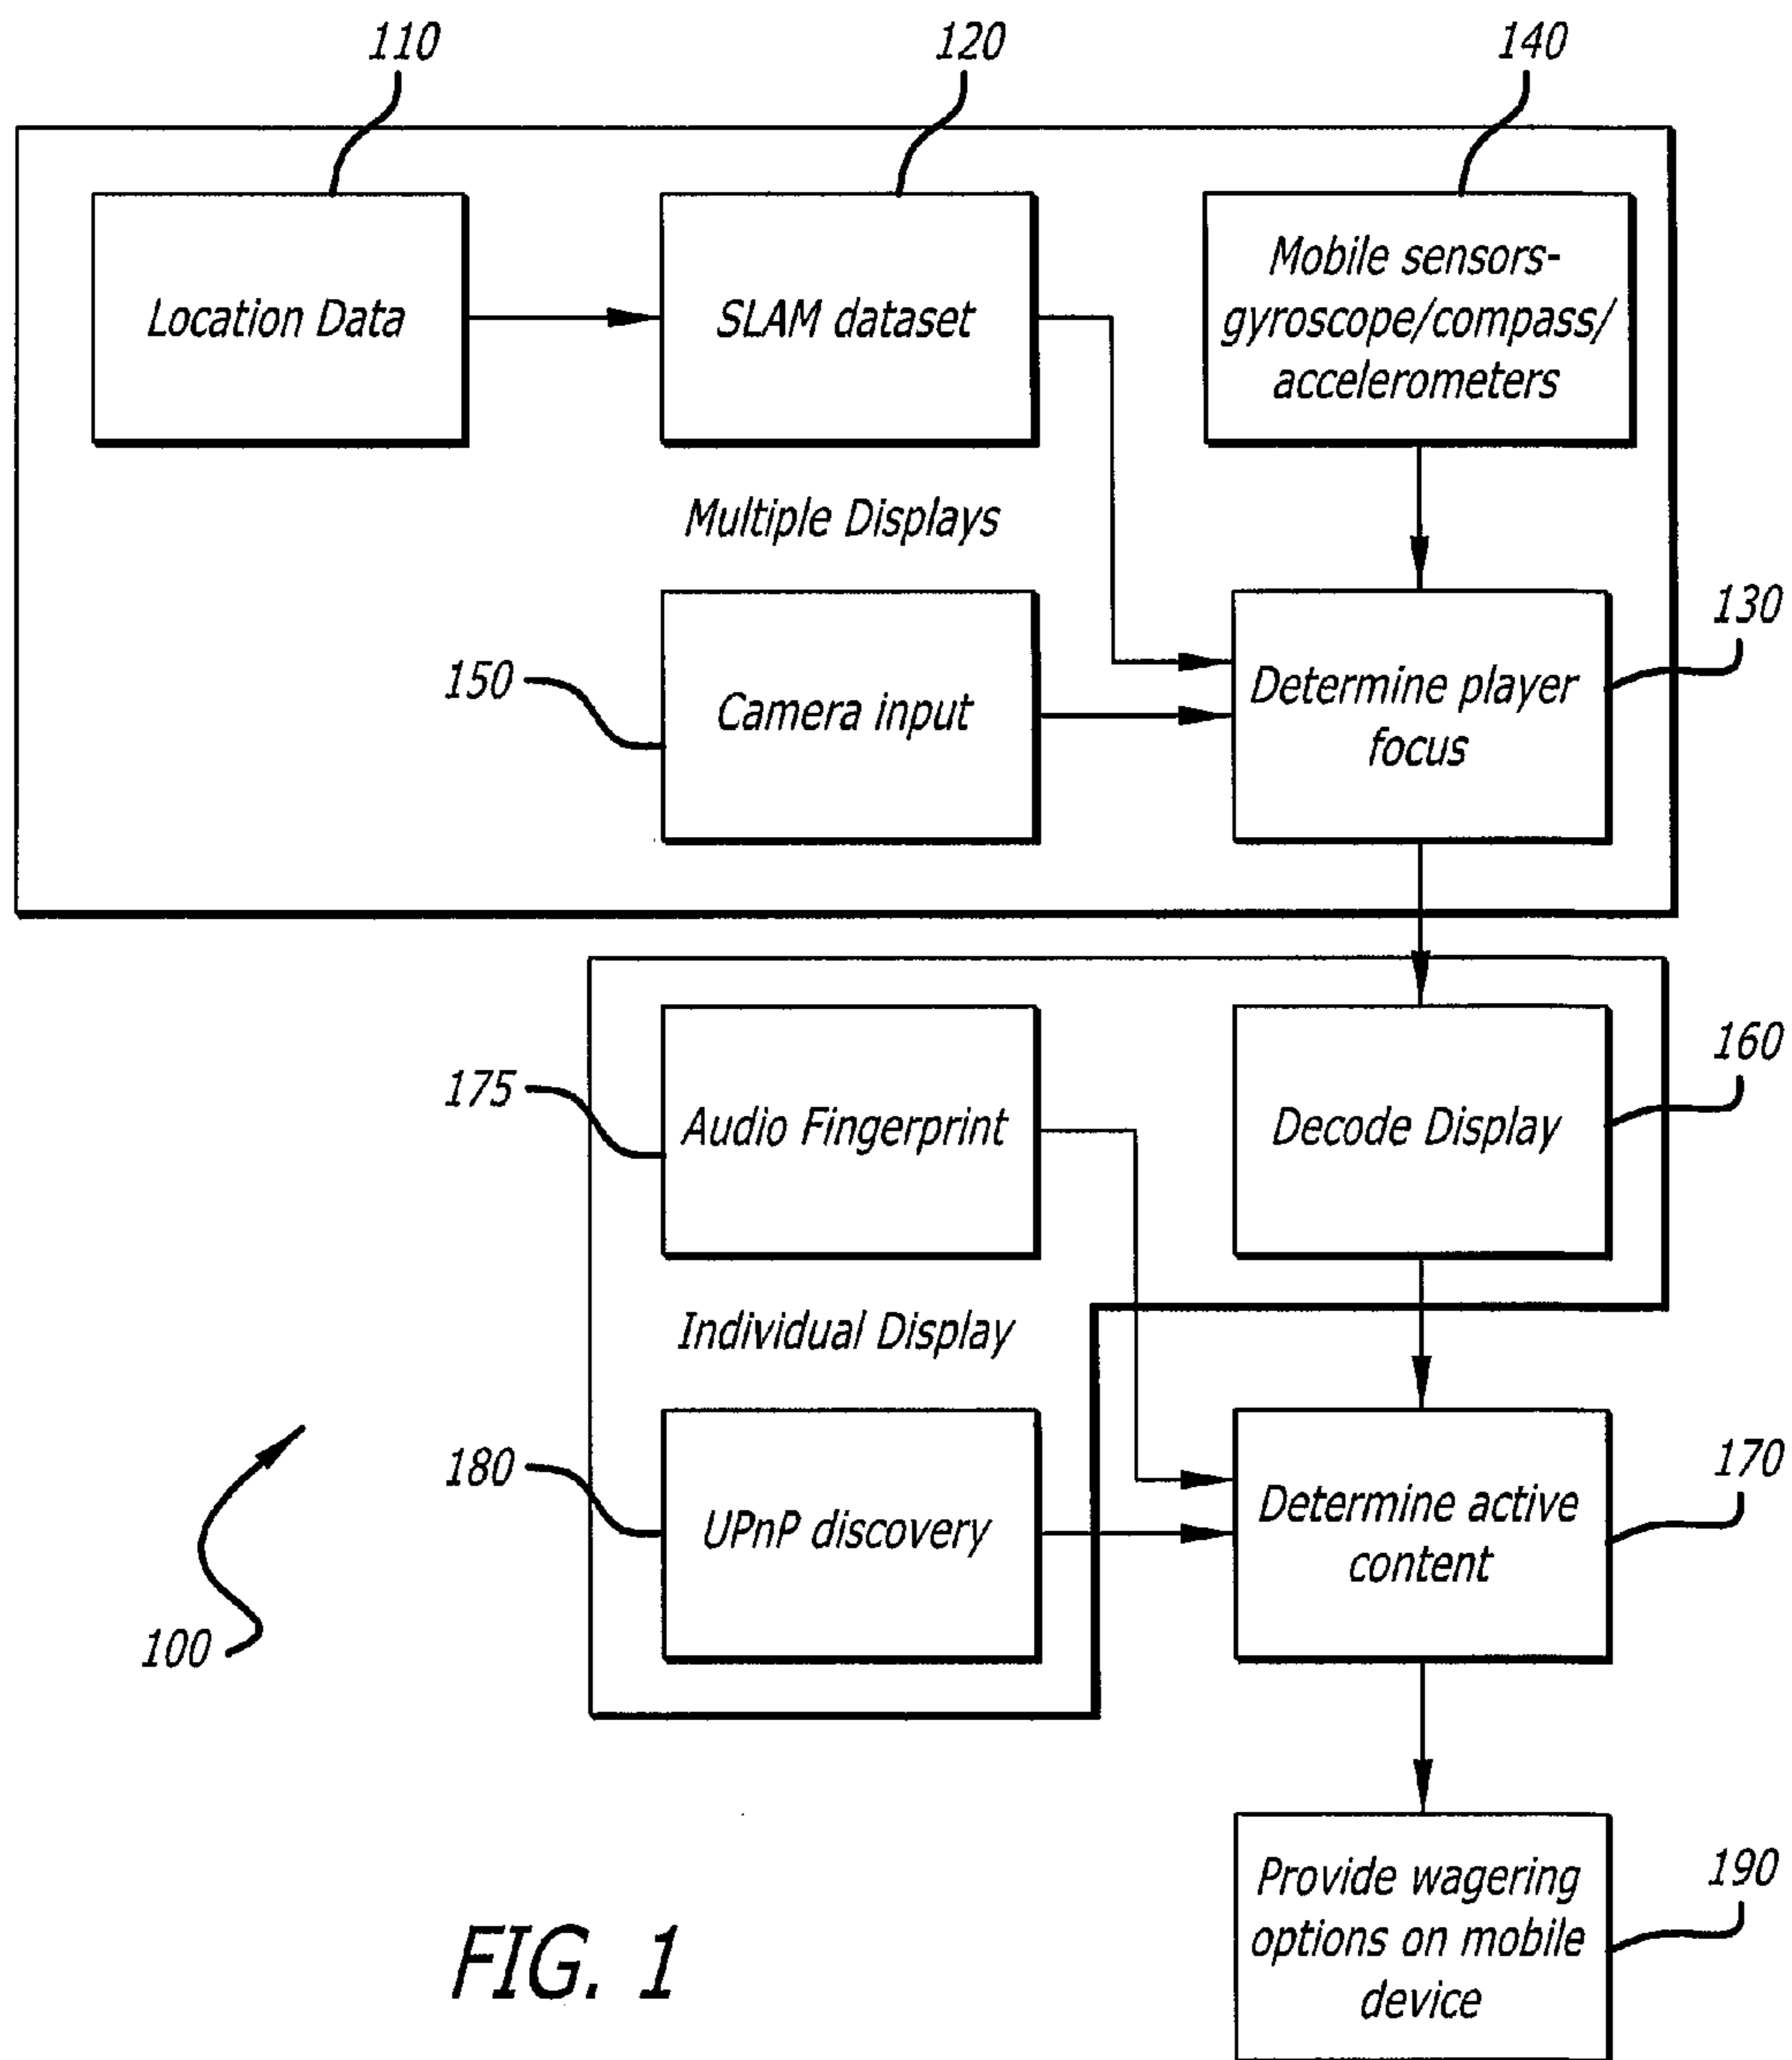 110
120
140
Location Data
SLAM dataset
Mobile sensors-
gyroscope/compass/
accelerometers
Multiple Displays
150
Camera input
Determine player
focus
130
175
Audio Fingerprint
Decode Display
160
Individual Display
180
UPnP discovery
Determine active
content
170
100
Provide wagering
options on mobile
device
190
FIG. 1